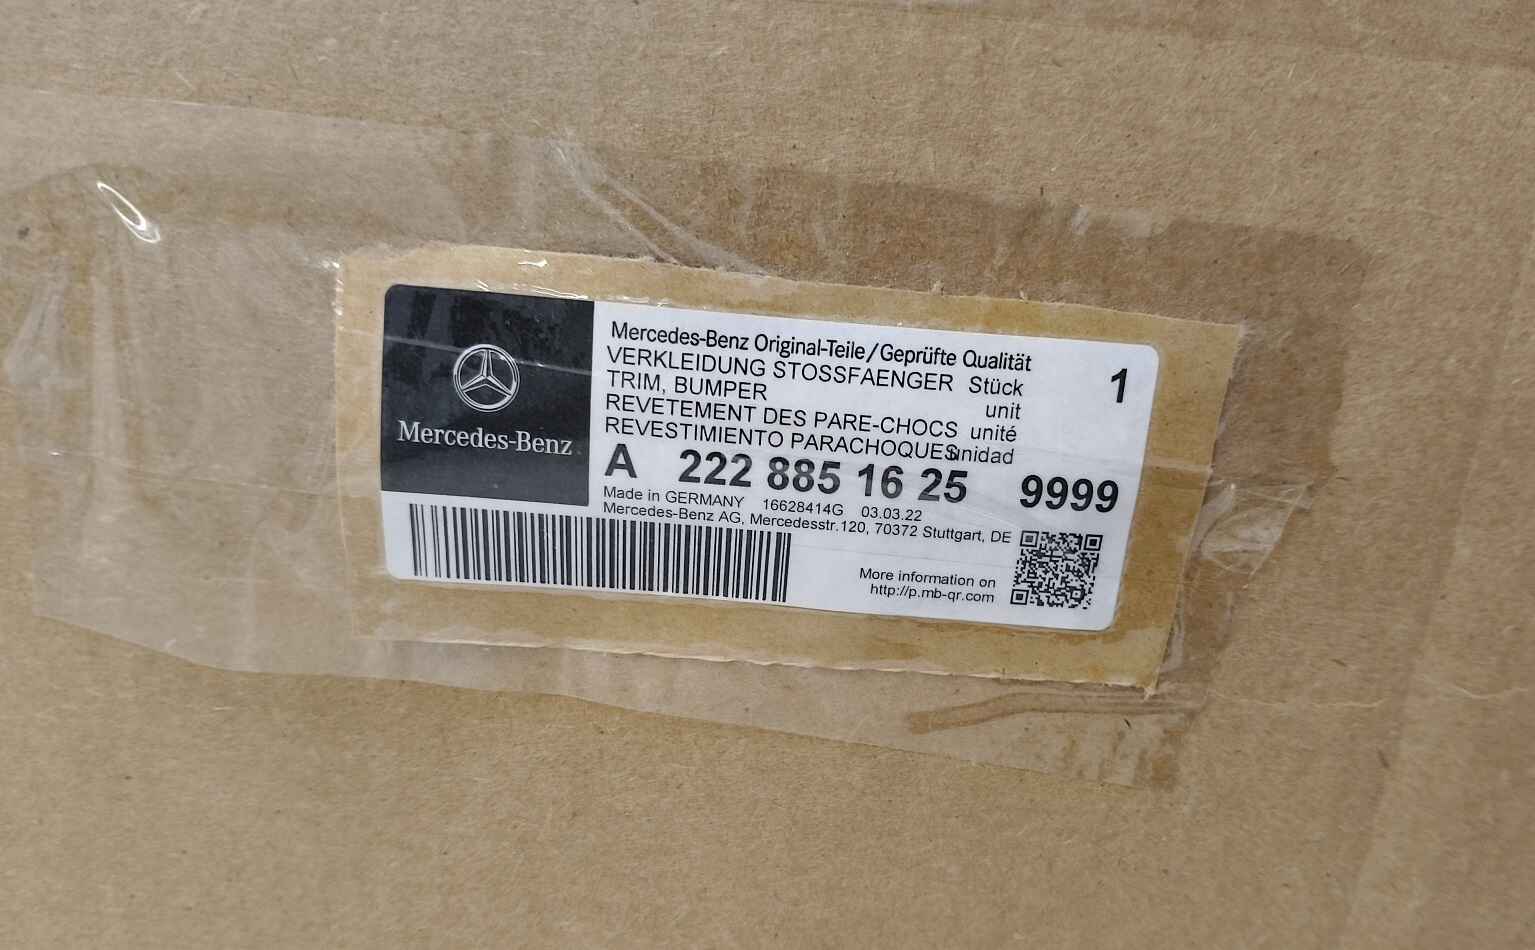 Mercedes-Benz
Mercedes-Benz Original-Teile/Geprüfte Qualität
VERKLEIDUNG STOSSFAENGER Stück 1
TRIM, BUMPER unit
REVETEMENT DES PARE-CHOCS unité
REVESTIMIENTO PARACHOQUES unidad
A 222 885 16 25 9999
Made in GERMANY 16628414G 03.03.22
Mercedes-Benz AG, Mercedesstr.120, 70372 Stuttgart, DE
More information on
http://p.mb-qr.com